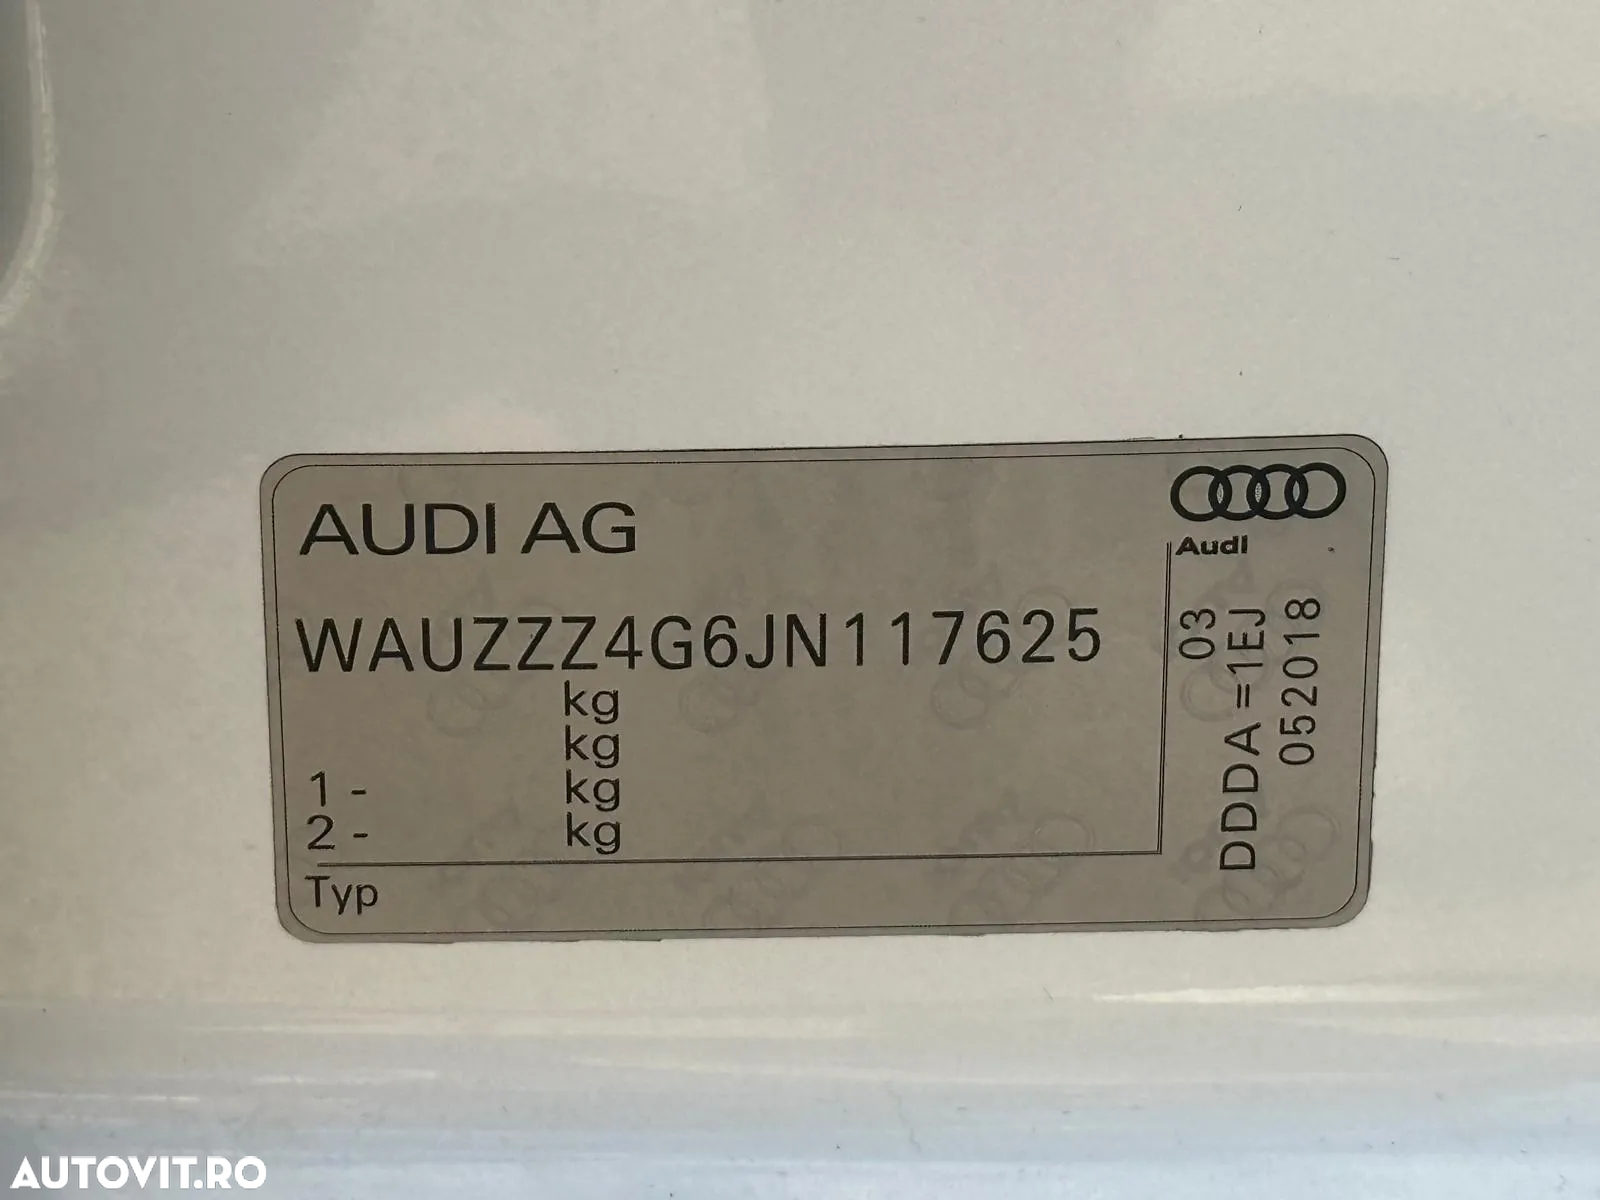 AUDI AG
Audi
WAUZZZ4G6JN117625
kg
kg
1 - kg
2 - kg
Typ
03
DDDA =1EJ
052018
AUTOVIT.RO